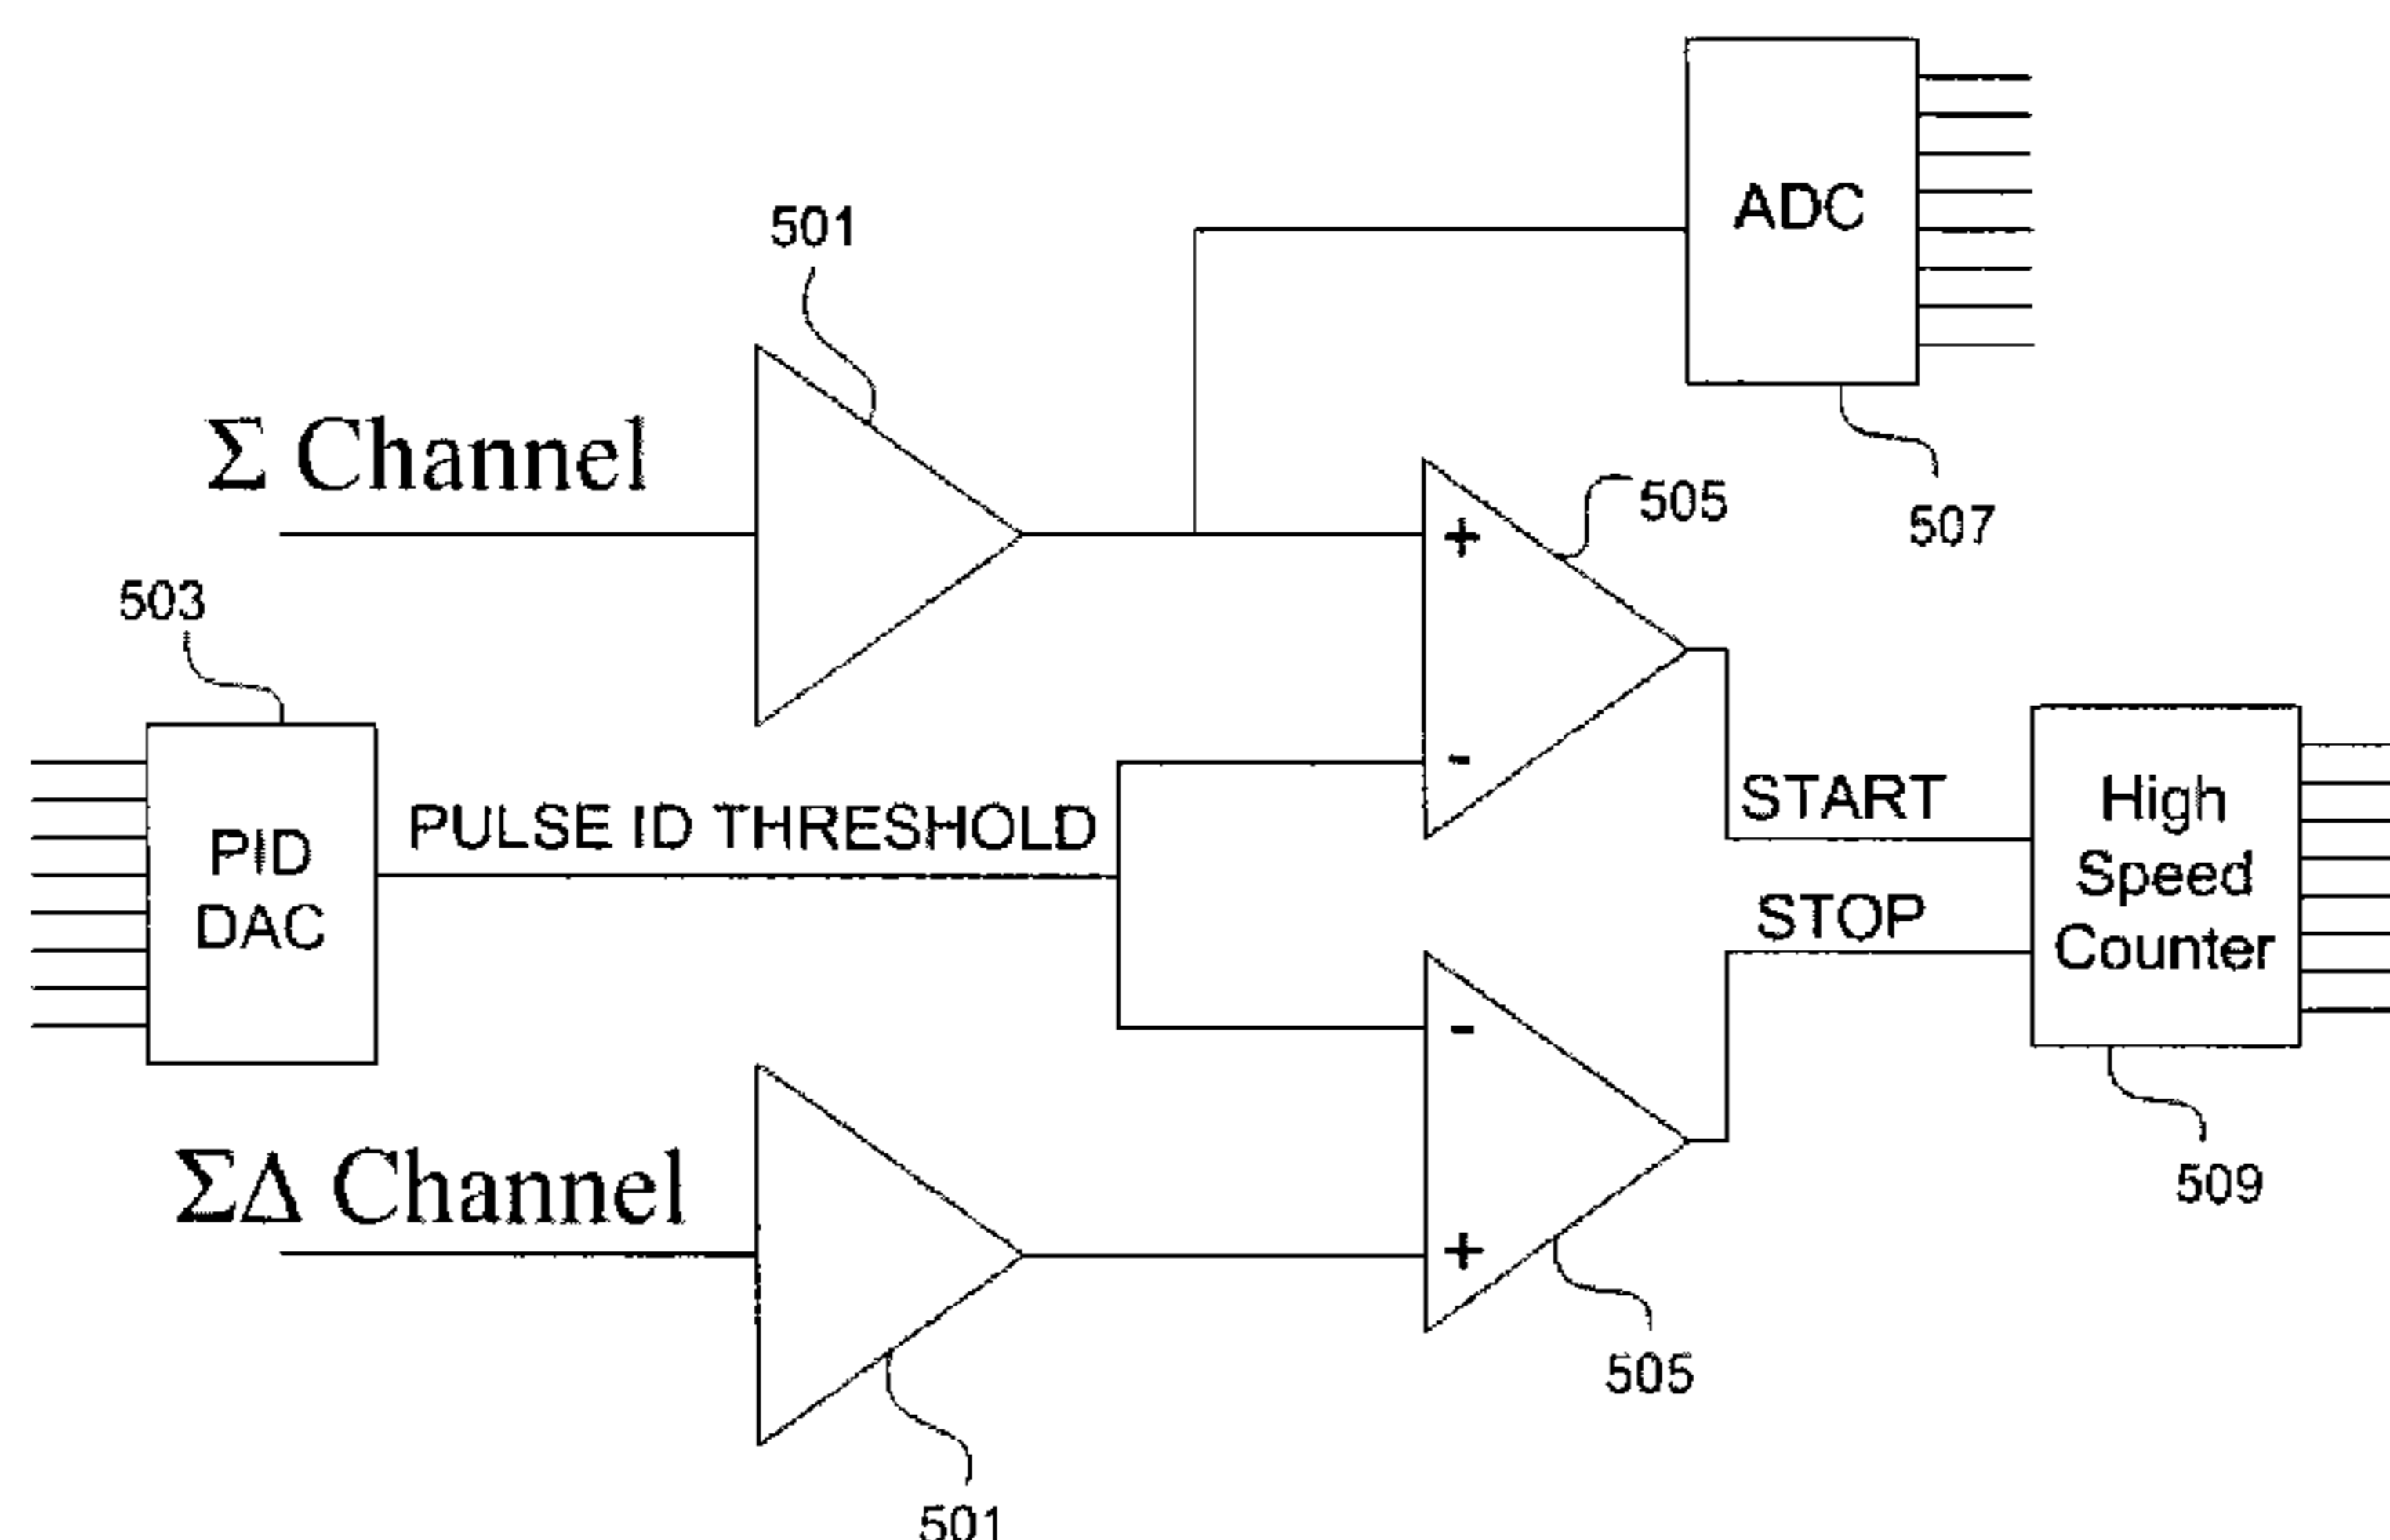 ADC
501
Σ Channel
+
505
507
503
-
START
High
Speed
Counter
PULSE ID THRESHOLD
PID
DAC
STOP
-
ΣΔ Channel
+
509
505
501